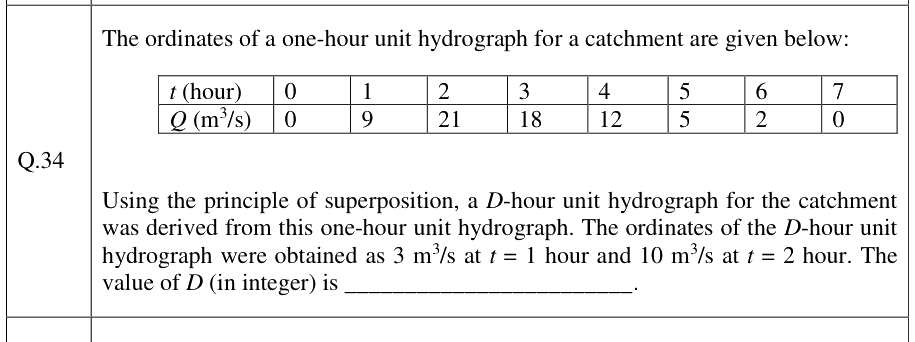 The ordinates of a one-hour unit hydrograph for a catchment are given below:
t (hour) 0 1 2 3 4 5 6 7
Q (m³/s) 0 9 21 18 12 5 2 0
Q.34
Using the principle of superposition, a D-hour unit hydrograph for the catchment
was derived from this one-hour unit hydrograph. The ordinates of the D-hour unit
hydrograph were obtained as 3 m³/s at t = 1 hour and 10 m³/s at t = 2 hour. The
value of D (in integer) is _________________________.